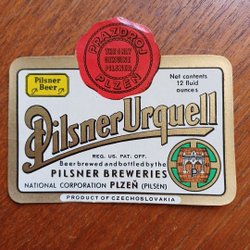 PRAZDROJ
THE ONLY
GENUINE
PILSNER
PLZEŇ
Pilsner
Beer
Net contents
12 fluid
ounces
Pilsner Urquell
REG. US. PAT. OFF.
Beer brewed and bottled by the
PILSNER BREWERIES
NATIONAL CORPORATION PLZEŇ (PILSEN)
PRODUCT OF CZECHOSLOVAKIA